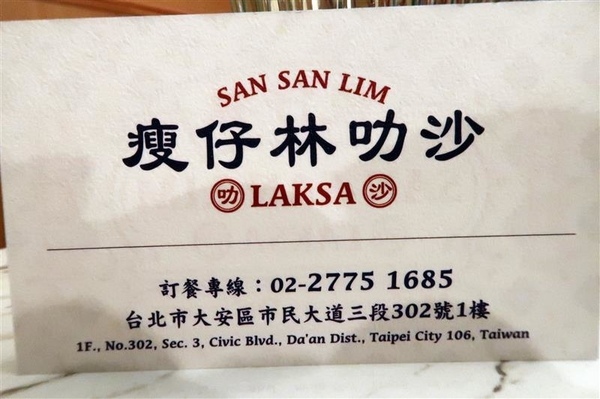 SAN SAN LIM
瘦仔林叻沙
叻 LAKSA 沙
訂餐專線：02-2775 1685
台北市大安區市民大道三段302號1樓
1F., No.302, Sec. 3, Civic Blvd., Da'an Dist., Taipei City 106, Taiwan